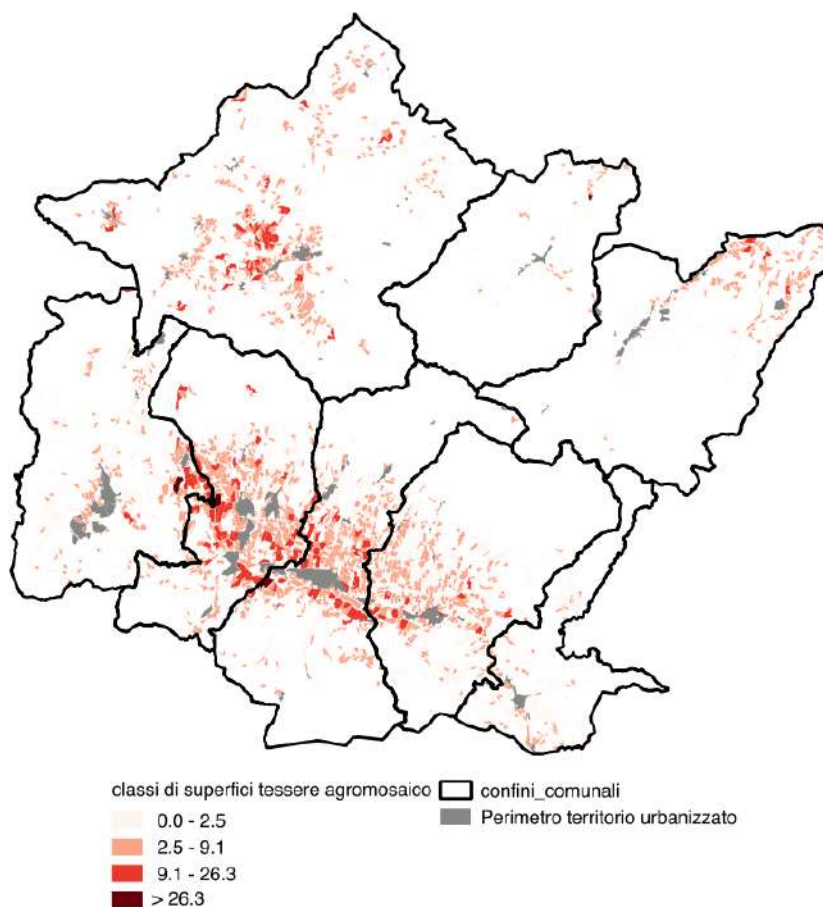 classi di superfici tessere agromosaico
0.0 - 2.5
2.5 - 9.1
9.1 - 26.3
> 26.3
confini_comunali
Perimetro territorio urbanizzato